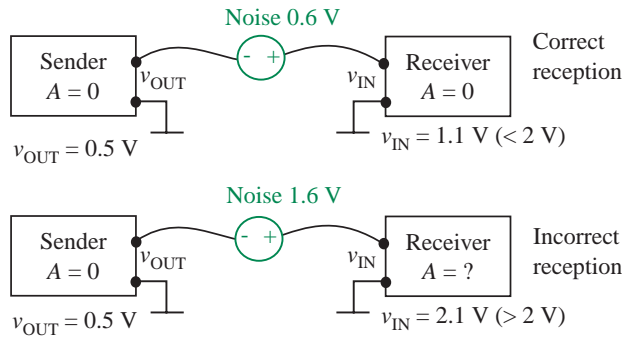 Noise 0.6 V
- +
Sender
A = 0
vOUT
vIN
Receiver
A = 0
Correct
reception
vOUT = 0.5 V
vIN = 1.1 V (< 2 V)
Noise 1.6 V
- +
Sender
A = 0
vOUT
vIN
Receiver
A = ?
Incorrect
reception
vOUT = 0.5 V
vIN = 2.1 V (> 2 V)